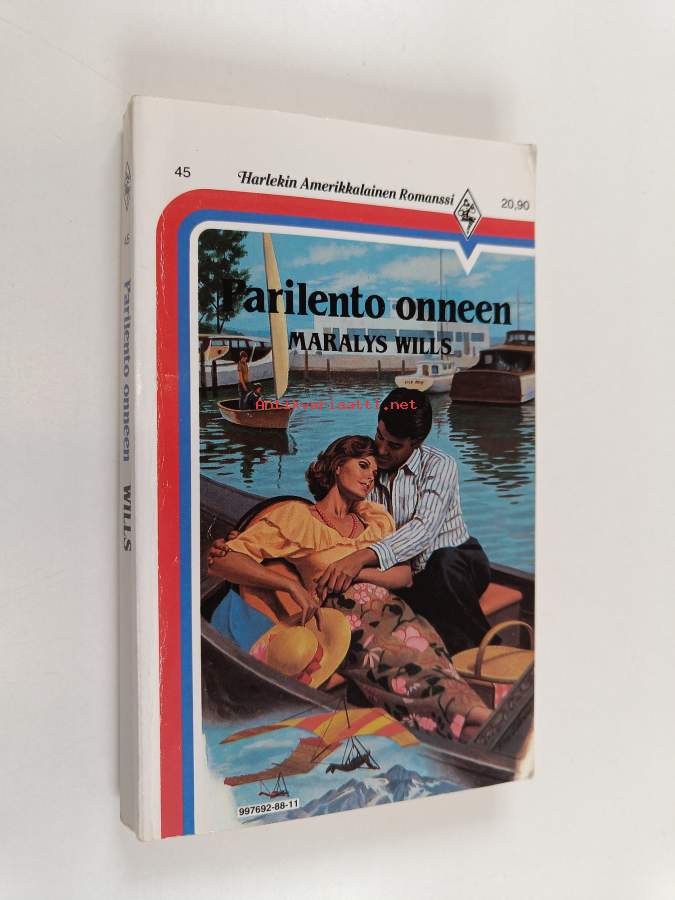 45
Harlekin Amerikkalainen Romanssi
20,90
Parilento onneen
MARALYS WILLS
Antikvariaatti.net
997692-88-11
45
Parilento onneen WILLS